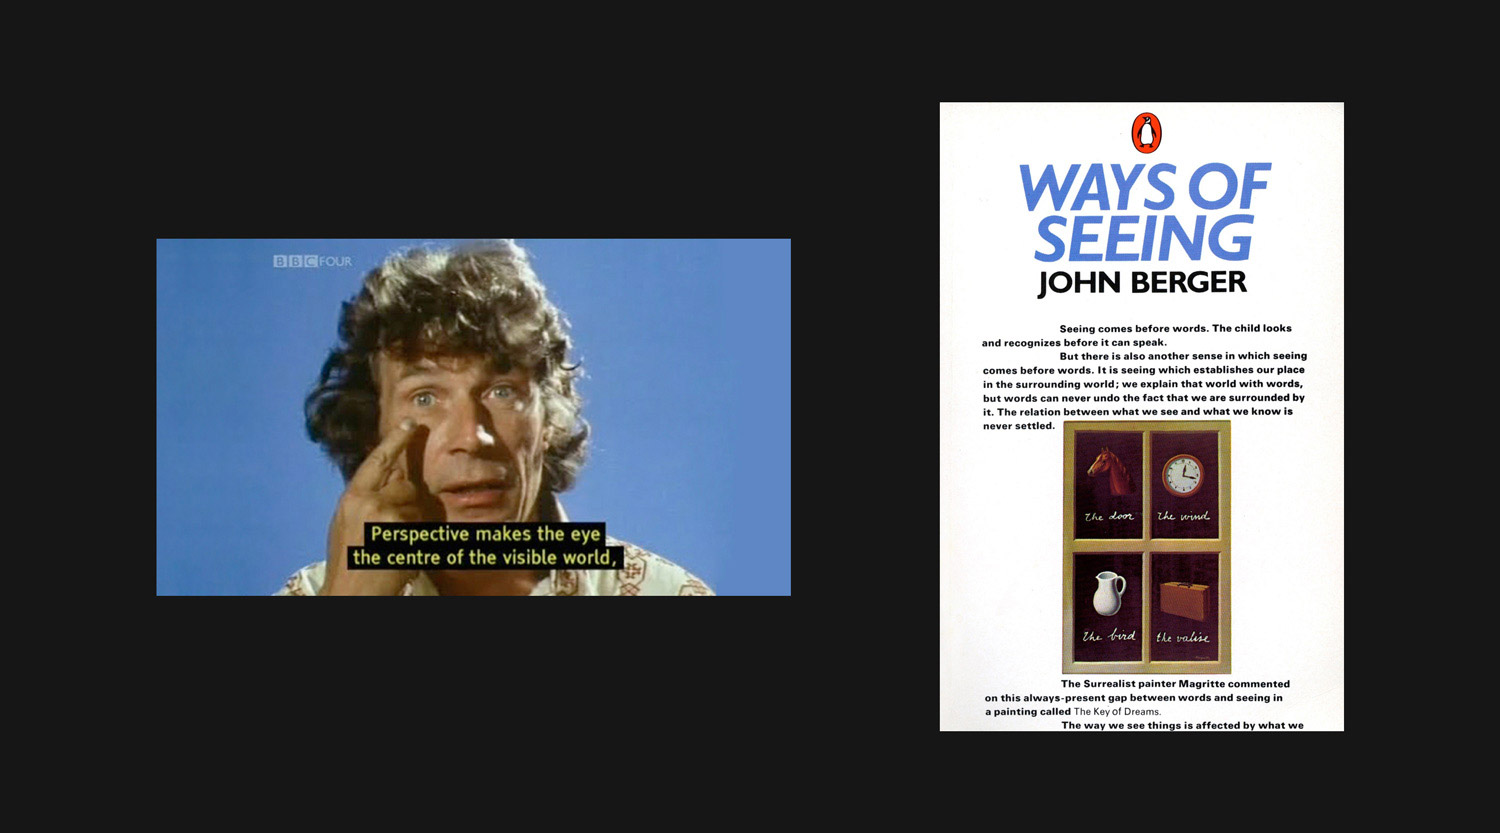 BBC FOUR
Perspective makes the eye
the centre of the visible world,
WAYS OF
SEEING
JOHN BERGER
Seeing comes before words. The child looks
and recognizes before it can speak.
But there is also another sense in which seeing
comes before words. It is seeing which establishes our place
in the surrounding world; we explain that world with words,
but words can never undo the fact that we are surrounded by
it. The relation between what we see and what we know is
never settled.
the door
the wind
the bird
the valise
The Surrealist painter Magritte commented
on this always-present gap between words and seeing in
a painting called The Key of Dreams.
The way we see things is affected by what we